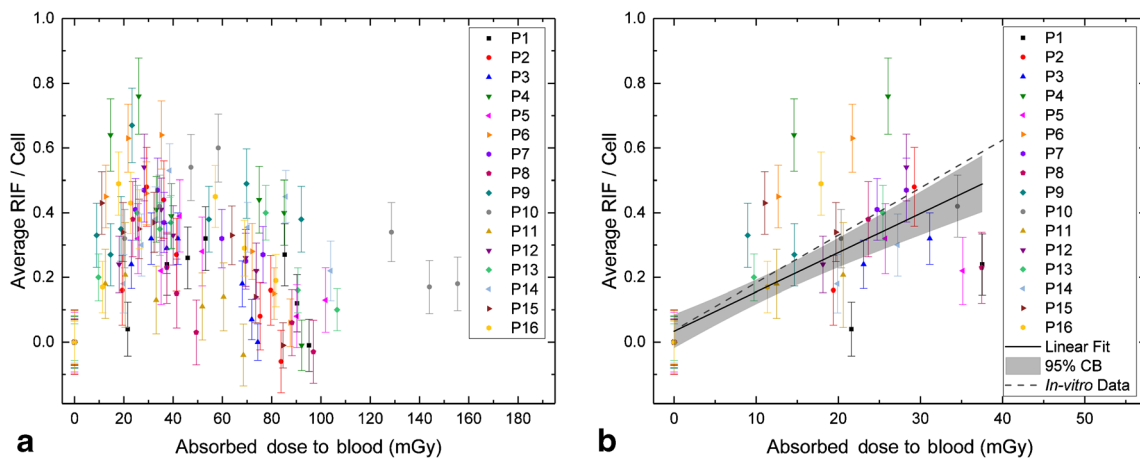 1.0
0.8
0.6
0.4
0.2
0.0
Average RIF / Cell
0 20 40 60 80 100 120 140 160 180
Absorbed dose to blood (mGy)
P1
P2
P3
P4
P5
P6
P7
P8
P9
P10
P11
P12
P13
P14
P15
P16
a
1.0
0.8
0.6
0.4
0.2
0.0
Average RIF / Cell
0 10 20 30 40 50
Absorbed dose to blood (mGy)
P1
P2
P3
P4
P5
P6
P7
P8
P9
P10
P11
P12
P13
P14
P15
P16
Linear Fit
95% CB
In-vitro Data
b